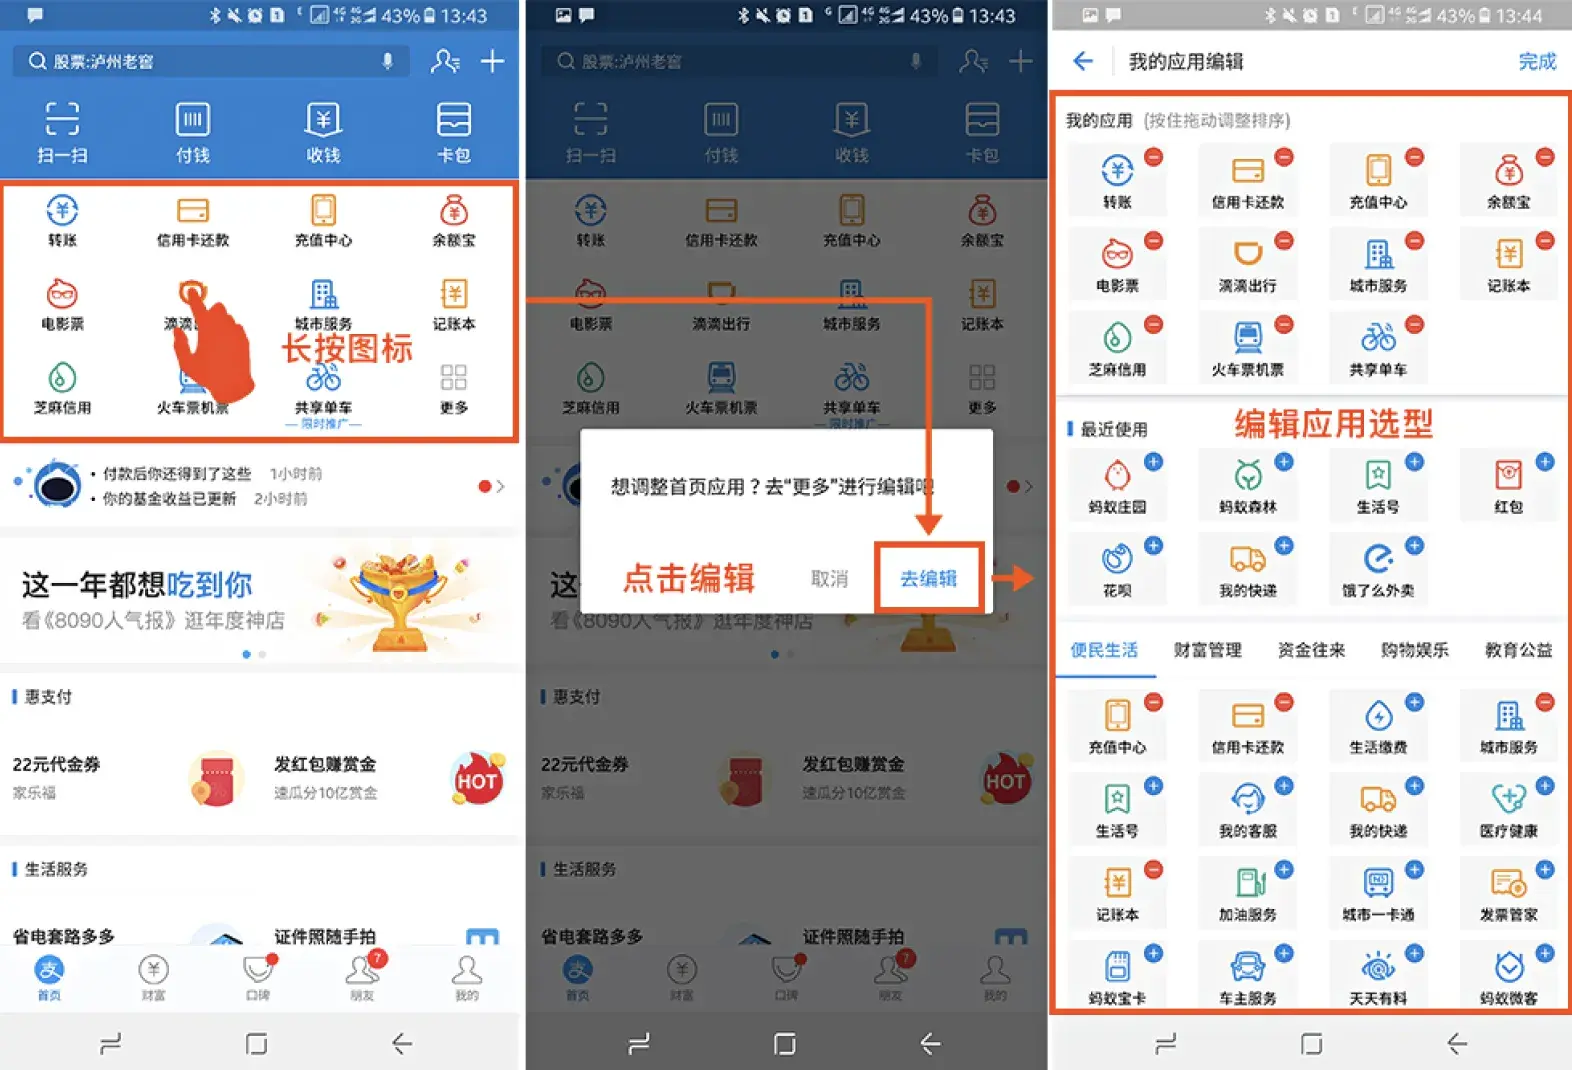 43% 13:43
股票:泸州老窖
扫一扫 付钱 收钱 卡包
转账 信用卡还款 充值中心 余额宝
电影票 滴滴出 城市服务 记账本
长按图标
芝麻信用 火车票机票 共享单车 更多
限时推广
付款后你还得到了这些 1小时前
你的基金收益已更新 2小时前
这一年都想吃到你
看《8090人气报》逛年度神店
惠支付
22元代金券 发红包赚赏金
家乐福 速瓜分10亿赏金
HOT
生活服务
省电套路多多 证件照随手拍
7
首页 财富 口碑 朋友 我的
43% 13:43
股票:泸州老窖
扫一扫 付钱 收钱 卡包
转账 信用卡还款 充值中心 余额宝
电影票 滴滴出行 城市服务 记账本
芝麻信用 火车票机票 共享单车 更多
限时推广
想调整首页应用？去“更多”进行编辑吧
点击编辑 取消 去编辑
这一
看《8090人气报》逛年度神店
惠支付
22元代金券 发红包赚赏金
家乐福 速瓜分10亿赏金
HOT
生活服务
省电套路多多 证件照随手拍
7
首页 财富 口碑 朋友 我的
43% 13:44
我的应用编辑 完成
我的应用 (按住拖动调整排序)
转账 信用卡还款 充值中心 余额宝
电影票 滴滴出行 城市服务 记账本
芝麻信用 火车票机票 共享单车
最近使用 编辑应用选型
蚂蚁庄园 蚂蚁森林 生活号 红包
花呗 我的快递 饿了么外卖
便民生活 财富管理 资金往来 购物娱乐 教育公益
充值中心 信用卡还款 生活缴费 城市服务
生活号 我的客服 我的快递 医疗健康
记账本 加油服务 城市一卡通 发票管家
蚂蚁宝卡 车主服务 天天有料 蚂蚁微客